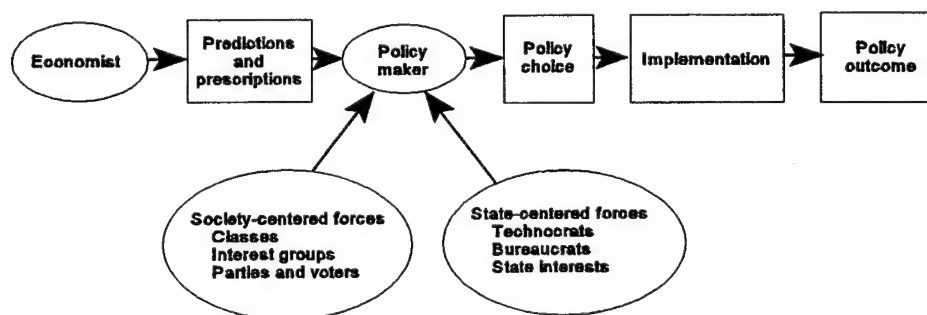 Economist
Predictions
and
prescriptions
Policy
maker
Policy
choice
Implementation
Policy
outcome
Society-centered forces
Classes
Interest groups
Parties and voters
State-centered forces
Technocrats
Bureaucrats
State interests